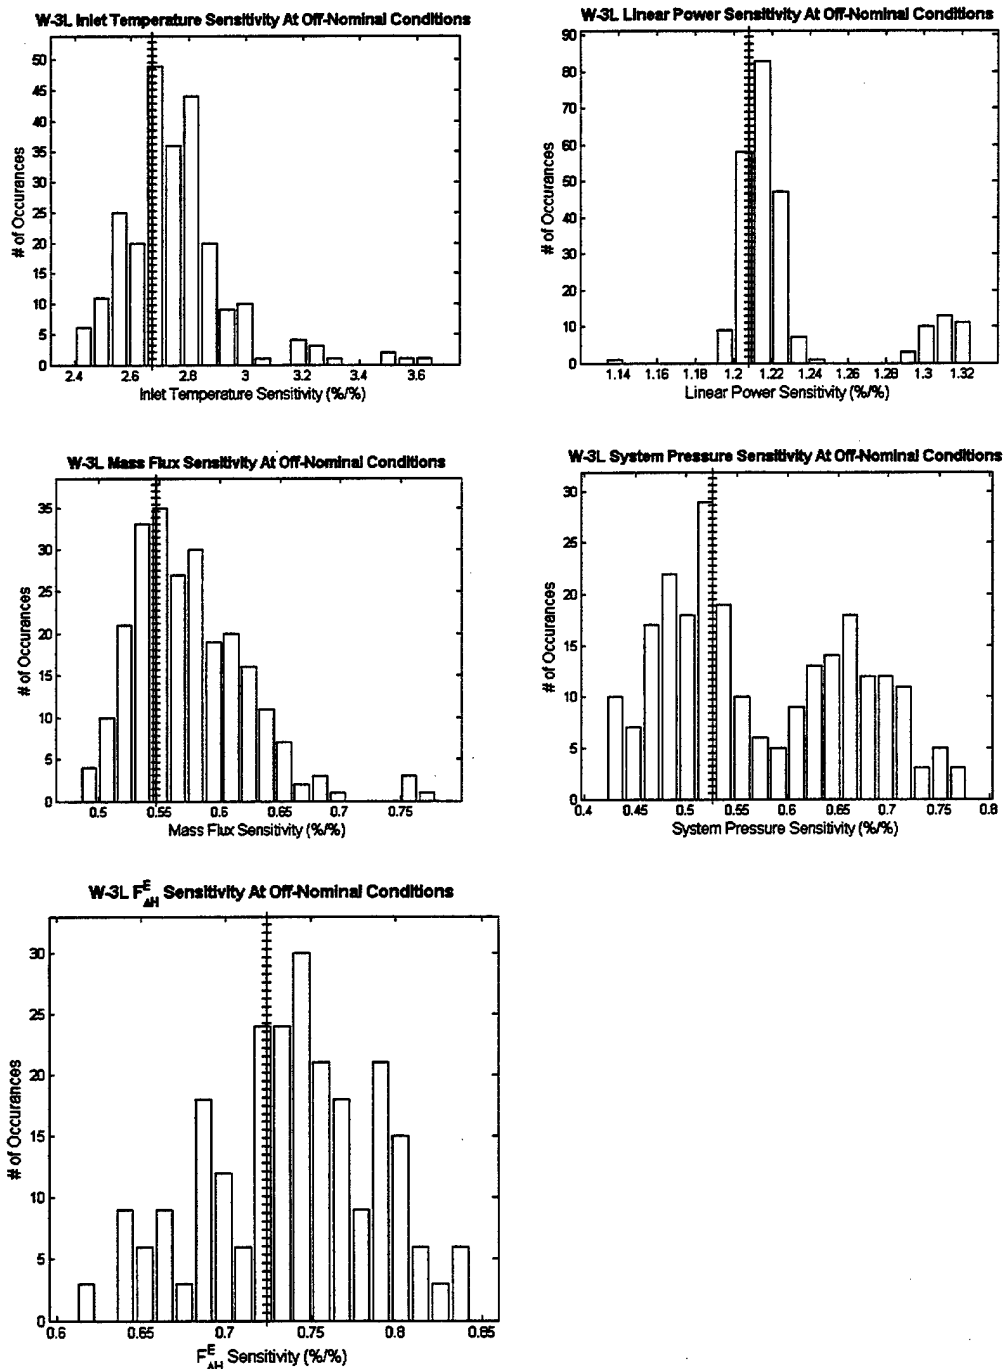 W-3L Inlet Temperature Sensitivity At Off-Nominal Conditions
50
45
40
35
30
25
20
15
10
5
0
# of Occurances
2.4 2.6 2.8 3 3.2 3.4 3.6
Inlet Temperature Sensitivity (%/%)
W-3L Linear Power Sensitivity At Off-Nominal Conditions
90
80
70
60
50
40
30
20
10
0
# of Occurances
1.14 1.16 1.18 1.2 1.22 1.24 1.26 1.28 1.3 1.32
Linear Power Sensitivity (%/%)
W-3L Mass Flux Sensitivity At Off-Nominal Conditions
35
30
25
20
15
10
5
0
# of Occurances
0.5 0.55 0.6 0.65 0.7 0.75
Mass Flux Sensitivity (%/%)
W-3L System Pressure Sensitivity At Off-Nominal Conditions
30
25
20
15
10
5
0
# of Occurances
0.4 0.45 0.5 0.55 0.6 0.65 0.7 0.75 0.8
System Pressure Sensitivity (%/%)
W-3L F^E_ΔH Sensitivity At Off-Nominal Conditions
30
25
20
15
10
5
0
# of Occurances
0.6 0.65 0.7 0.75 0.8 0.85
F^E_ΔH Sensitivity (%/%)